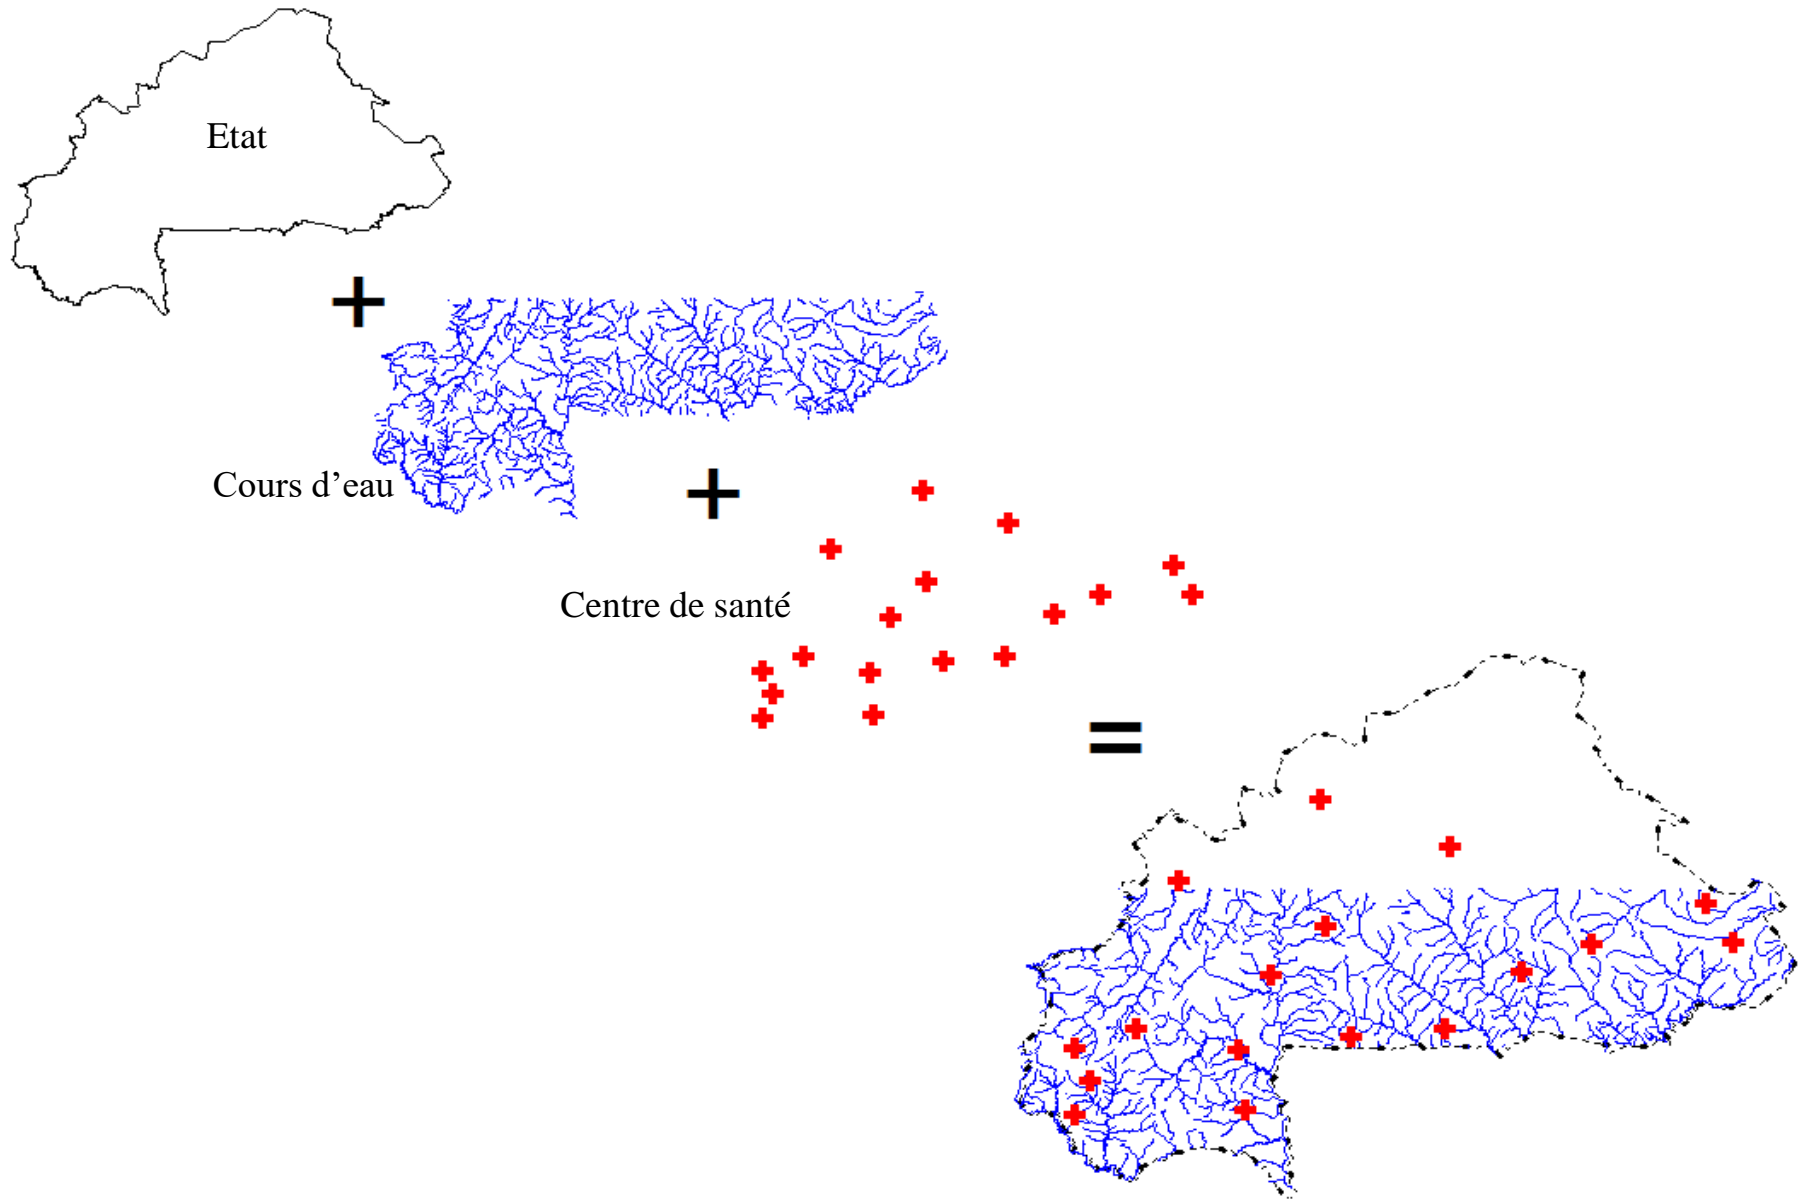 Etat
+
Cours d’eau
+
Centre de santé
=